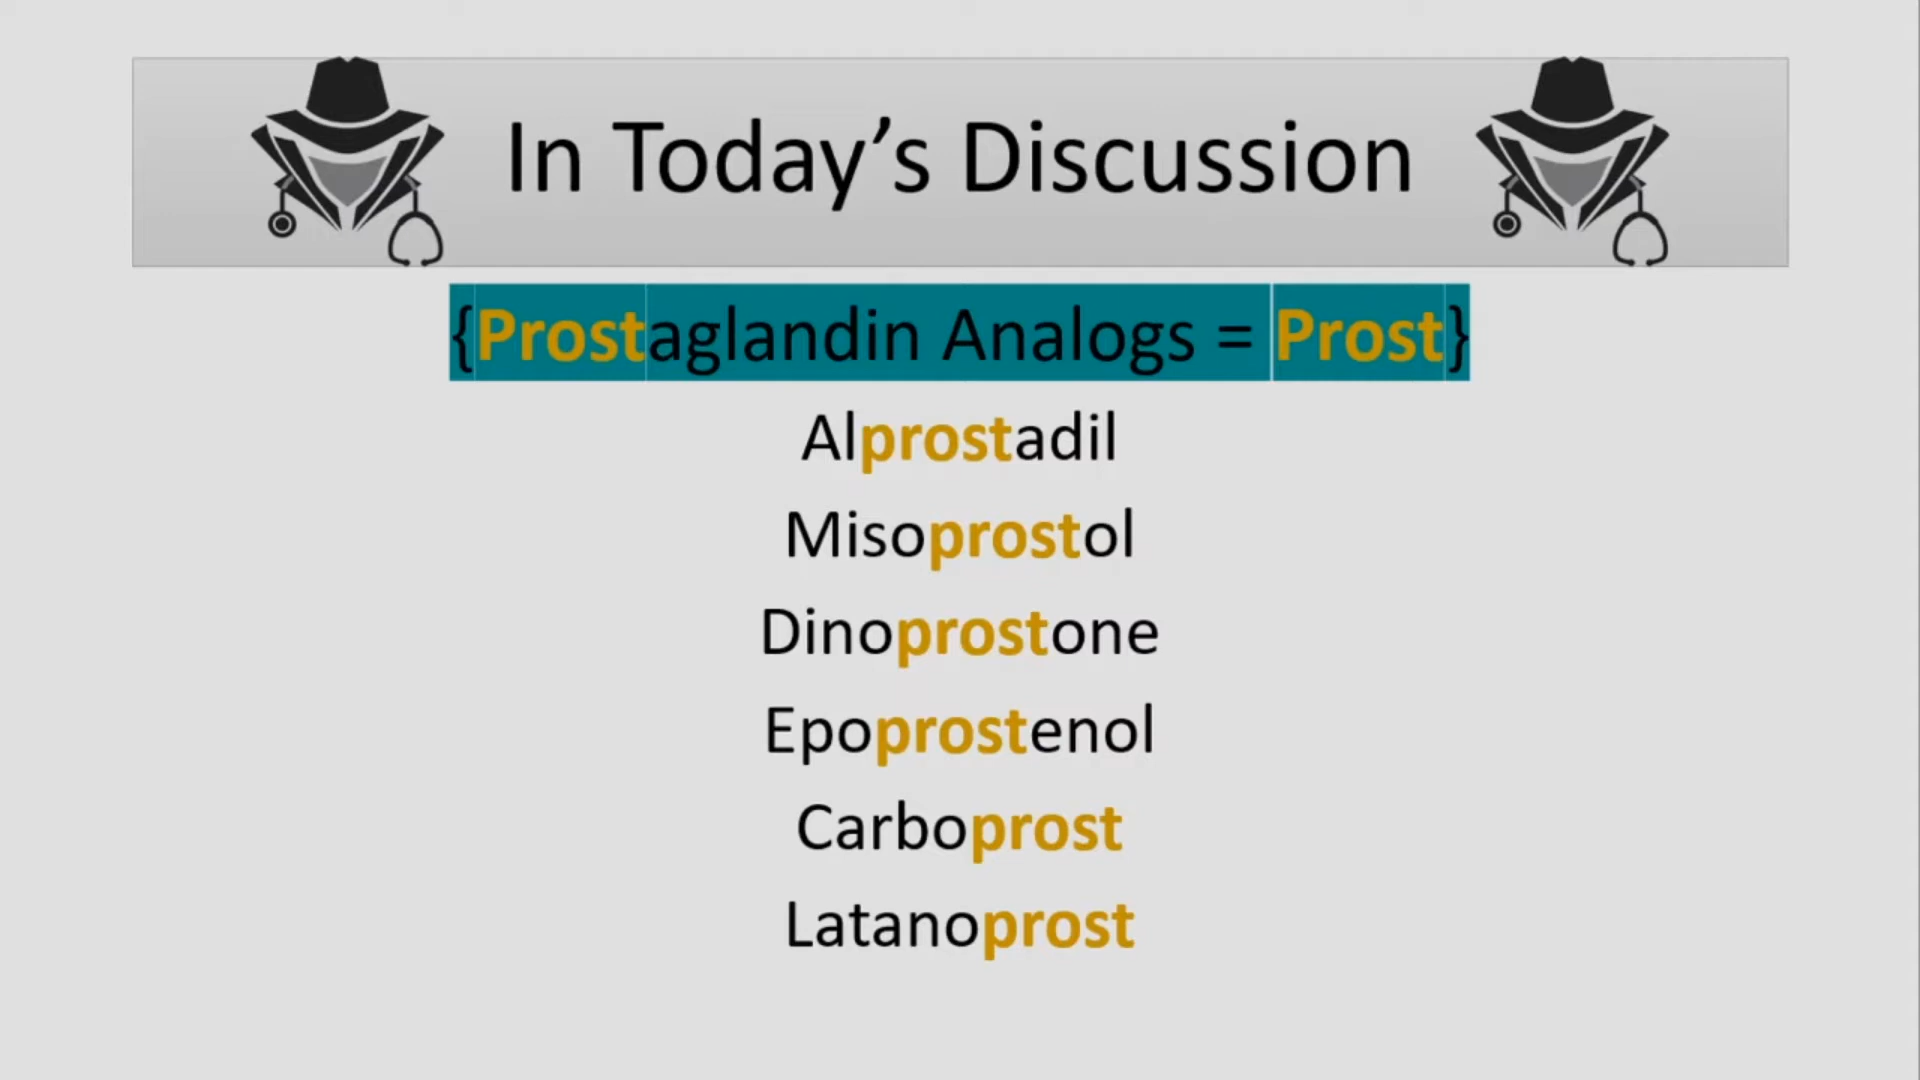 In Today’s Discussion
{Prostaglandin Analogs = Prost}
Alprostadil
Misoprostol
Dinoprostone
Epoprostenol
Carboprost
Latanoprost